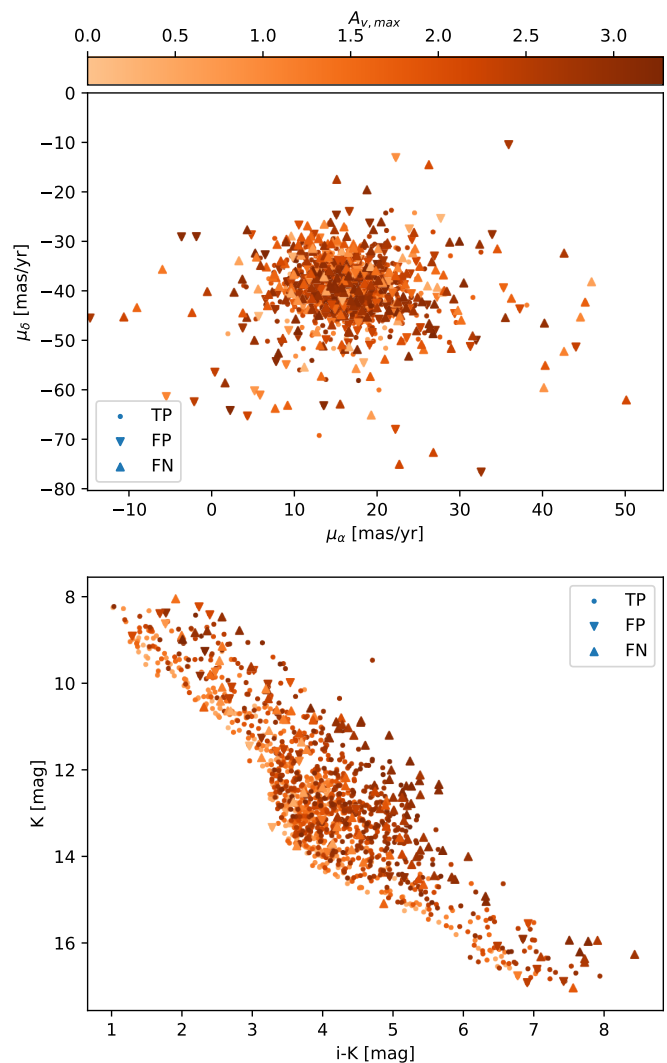 A_{v,max}
0.0 0.5 1.0 1.5 2.0 2.5 3.0
0
−10
−20
−30
−40
−50
−60
−70
−80
μ_δ [mas/yr]
TP
FP
FN
−10 0 10 20 30 40 50
μ_α [mas/yr]
8
10
12
14
16
K [mag]
TP
FP
FN
1 2 3 4 5 6 7 8
i-K [mag]